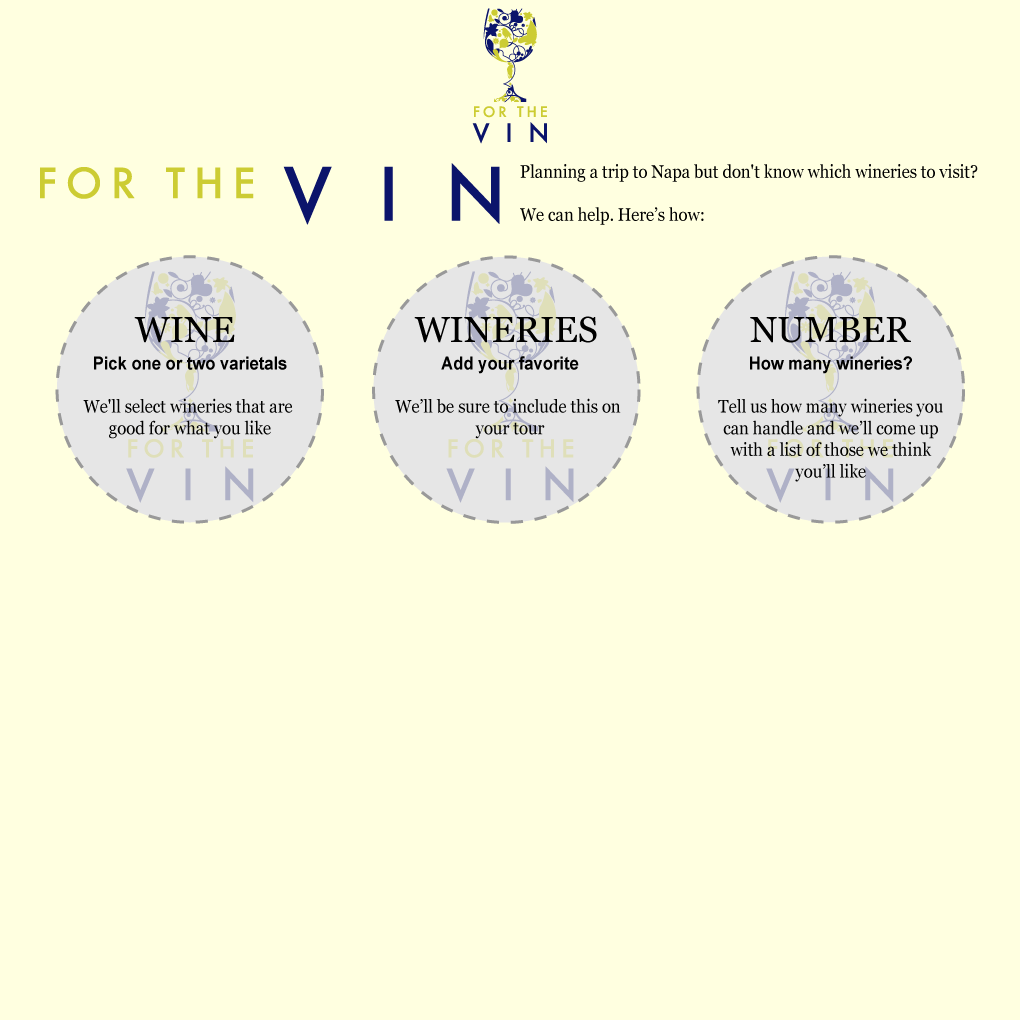 FOR THE
VIN
FOR THE VIN
Planning a trip to Napa but don't know which wineries to visit?
We can help. Here’s how:
WINE
Pick one or two varietals
We'll select wineries that are
good for what you like
FOR THE
VIN
WINERIES
Add your favorite
We’ll be sure to include this on
your tour
FOR THE
VIN
NUMBER
How many wineries?
Tell us how many wineries you
can handle and we’ll come up
with a list of those we think
you’ll like
FOR THE
VIN